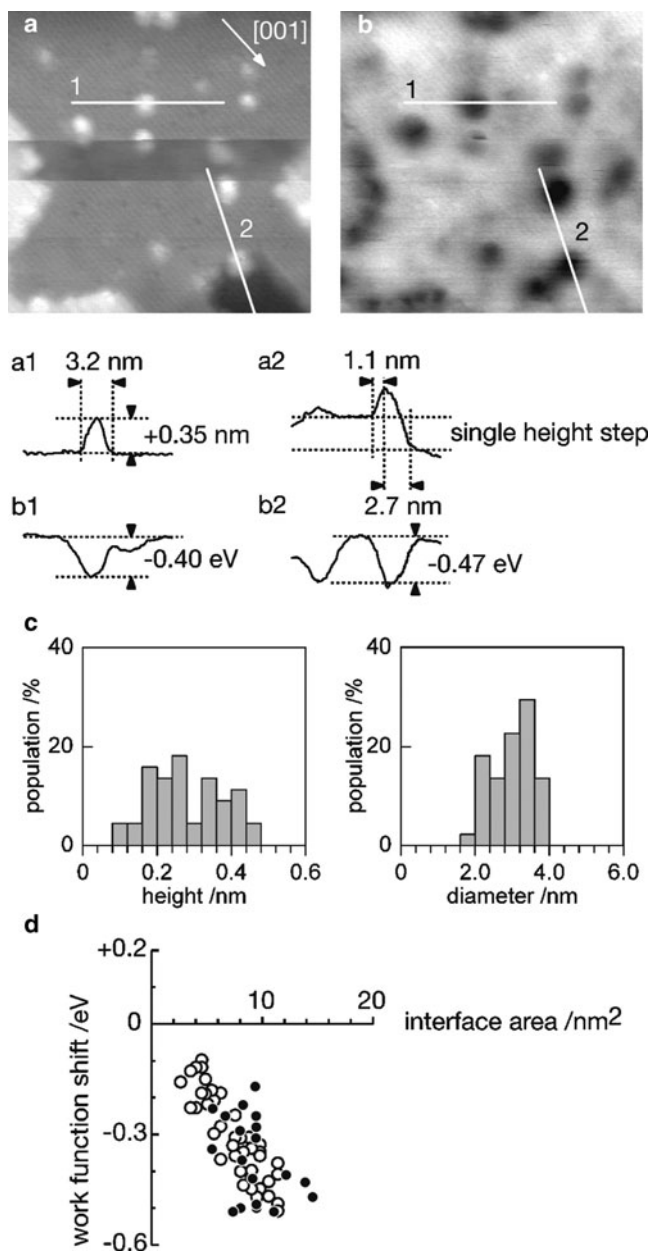 a
[001]
1
2
b
1
2
a1
3.2 nm
+0.35 nm
a2
1.1 nm
single height step
b1
-0.40 eV
b2
2.7 nm
-0.47 eV
c
40
20
0
population /%
0
0.2
0.4
0.6
height /nm
40
20
0
population /%
0
2.0
4.0
6.0
diameter /nm
d
+0.2
0
-0.3
-0.6
work function shift /eV
10
20
interface area /nm2